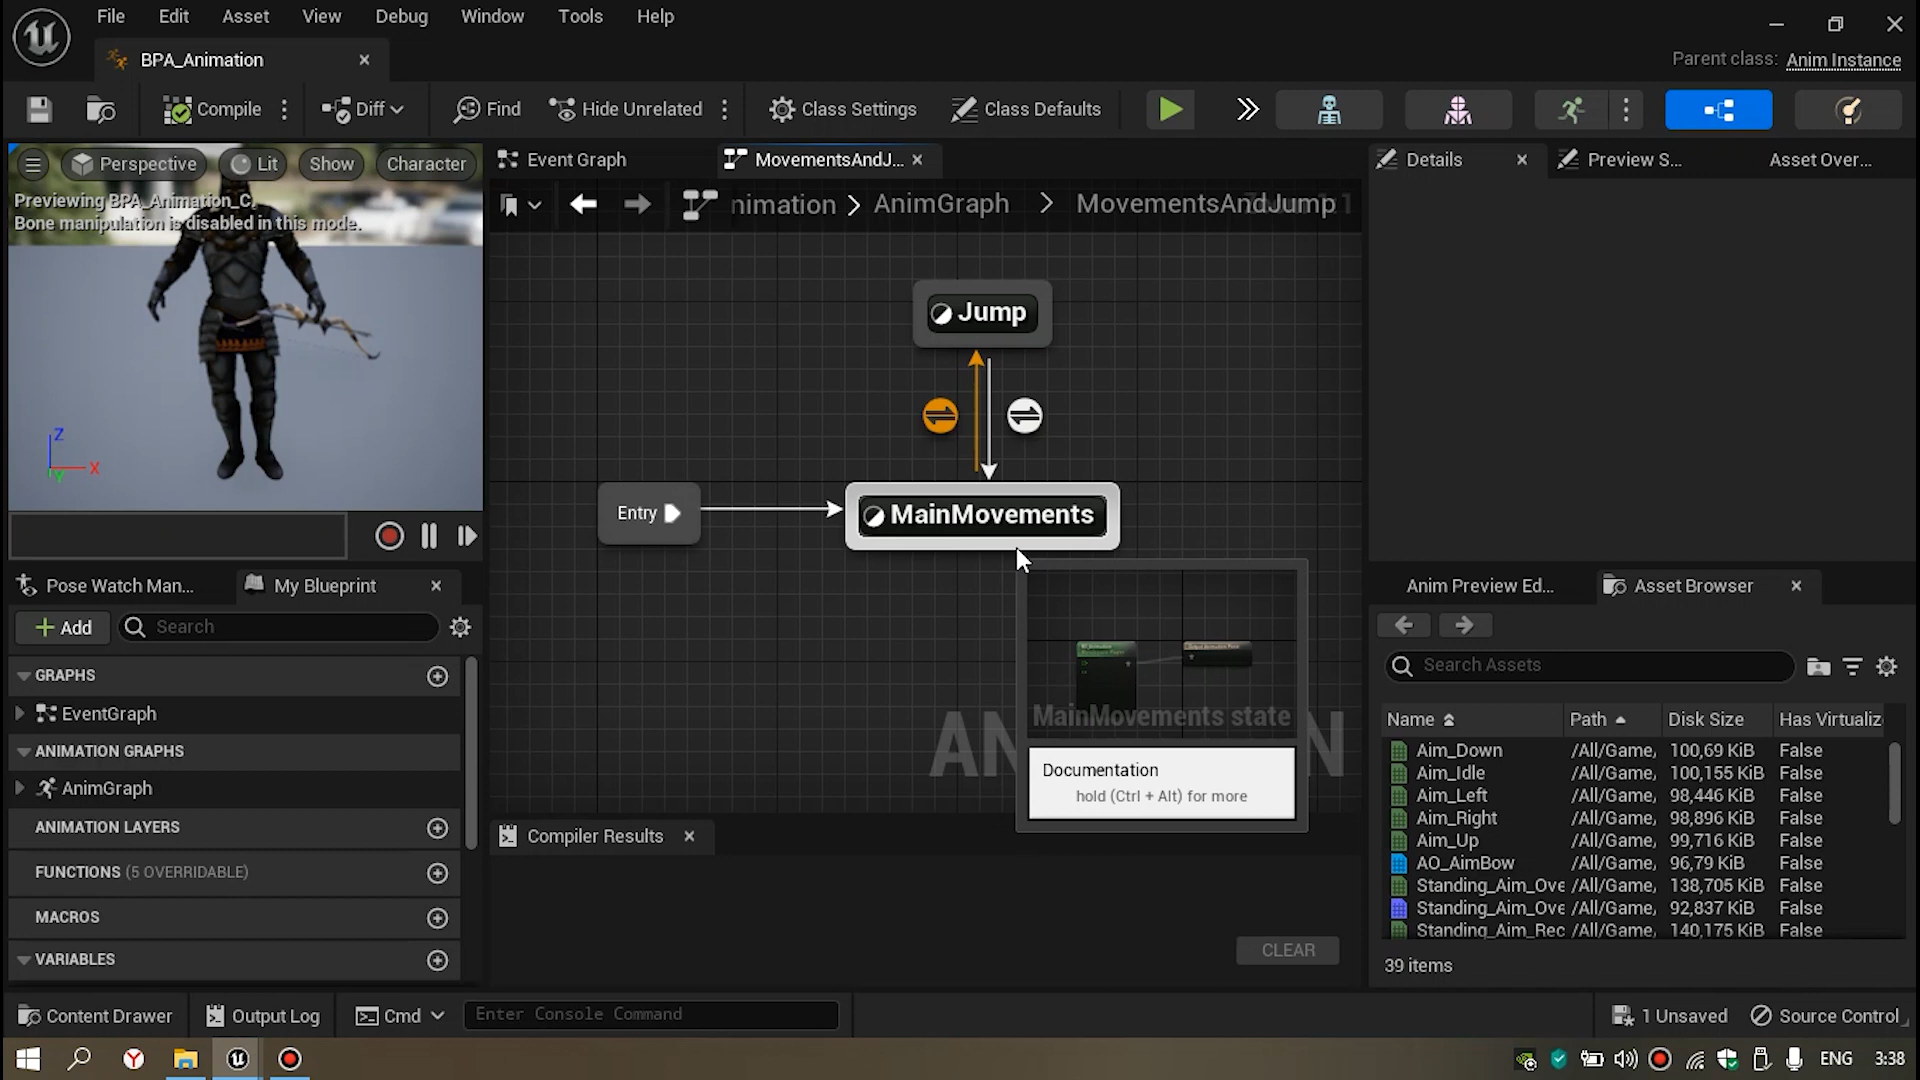 File Edit Asset View Debug Window Tools Help
BPA_Animation
Parent class: Anim Instance
Compile
Diff
Find
Hide Unrelated
Class Settings
Class Defaults
Perspective
Lit
Show
Character
Previewing BPA_Animation_C.
Bone manipulation is disabled in this mode.
Z
X
Y
Event Graph
MovementsAndJ...
nimation > AnimGraph > MovementsAndJump
Jump
Entry
MainMovements
MainMovements state
Documentation
hold (Ctrl + Alt) for more
Pose Watch Man...
My Blueprint
Add
Search
GRAPHS
EventGraph
ANIMATION GRAPHS
AnimGraph
ANIMATION LAYERS
FUNCTIONS (5 OVERRIDABLE)
MACROS
VARIABLES
Compiler Results
CLEAR
Details
Preview S...
Asset Over...
Anim Preview Ed...
Asset Browser
Search Assets
Name Path Disk Size Has Virtualiz
Aim_Down /All/Game, 100,69 KiB False
Aim_Idle /All/Game, 100,155 KiB False
Aim_Left /All/Game, 98,446 KiB False
Aim_Right /All/Game, 98,896 KiB False
Aim_Up /All/Game, 99,716 KiB False
AO_AimBow /All/Game, 96,79 KiB False
Standing_Aim_Ove /All/Game, 138,705 KiB False
Standing_Aim_Ove /All/Game, 92,837 KiB False
Standing_Aim_Rec /All/Game, 140,175 KiB False
39 items
Content Drawer
Output Log
Cmd
Enter Console Command
1 Unsaved
Source Control
ENG
3:38